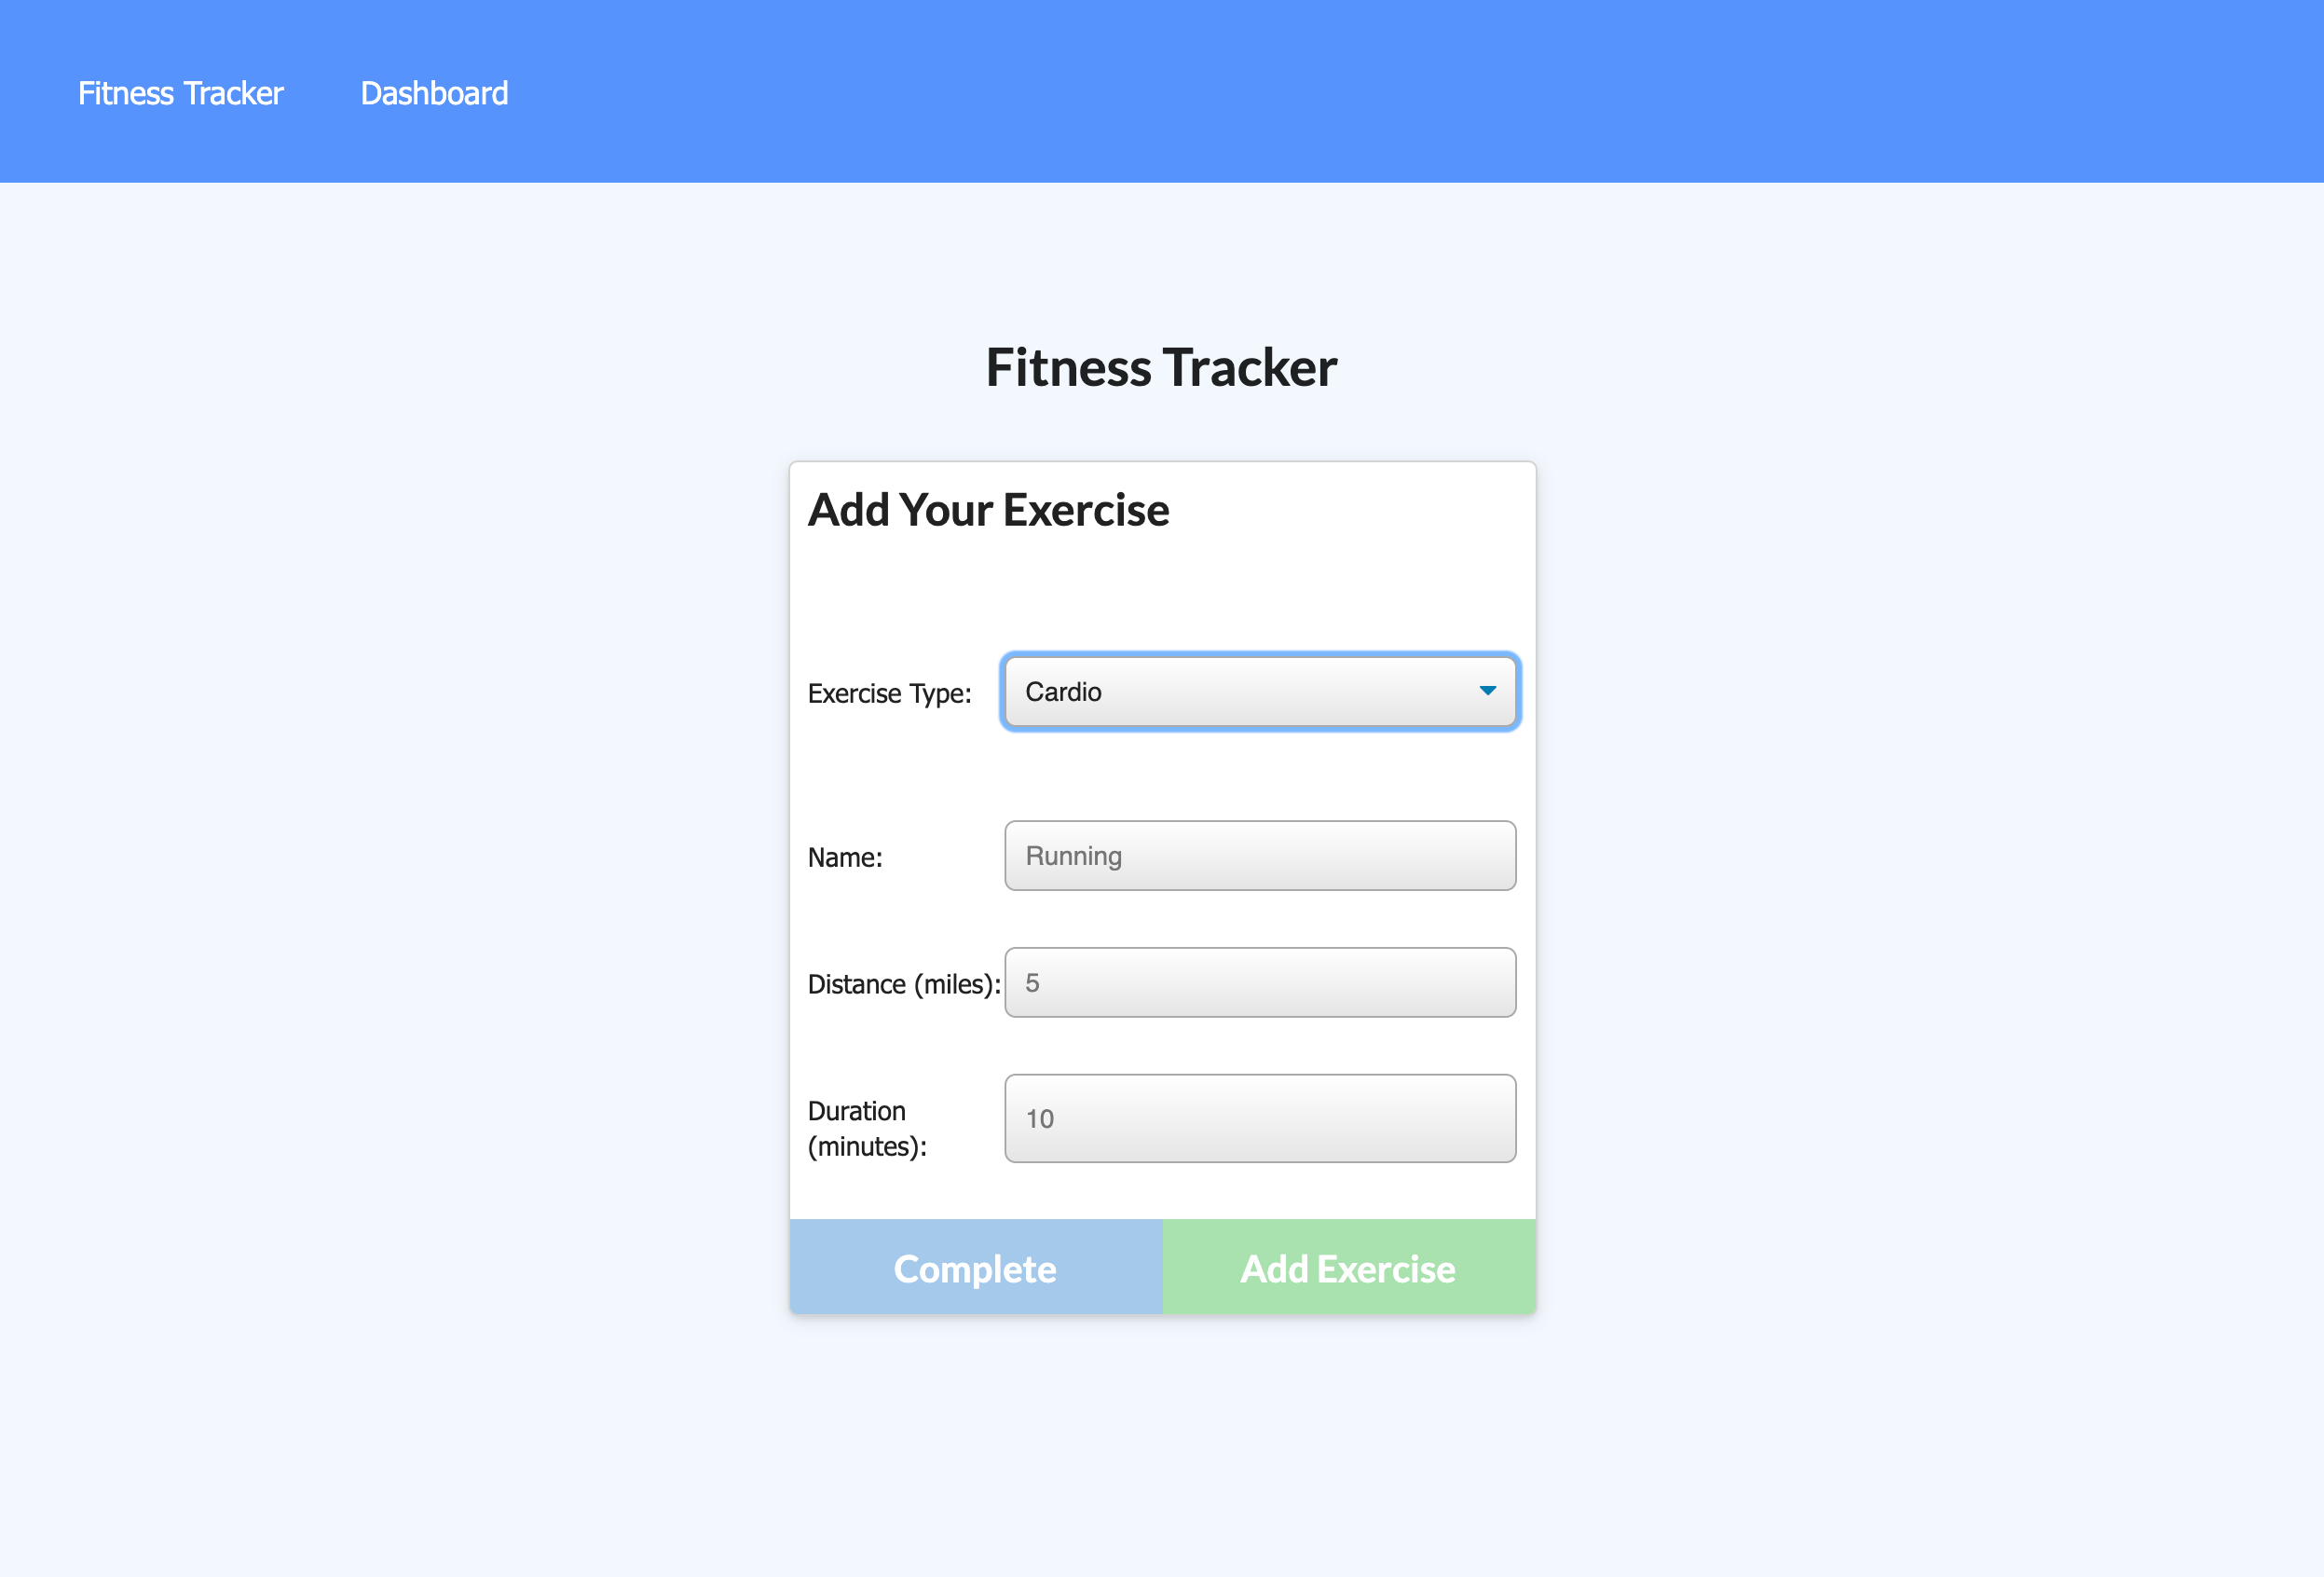 Fitness Tracker Dashboard
Fitness Tracker
Add Your Exercise
Exercise Type: Cardio
Name: Running
Distance (miles): 5
Duration
(minutes): 10
Complete Add Exercise